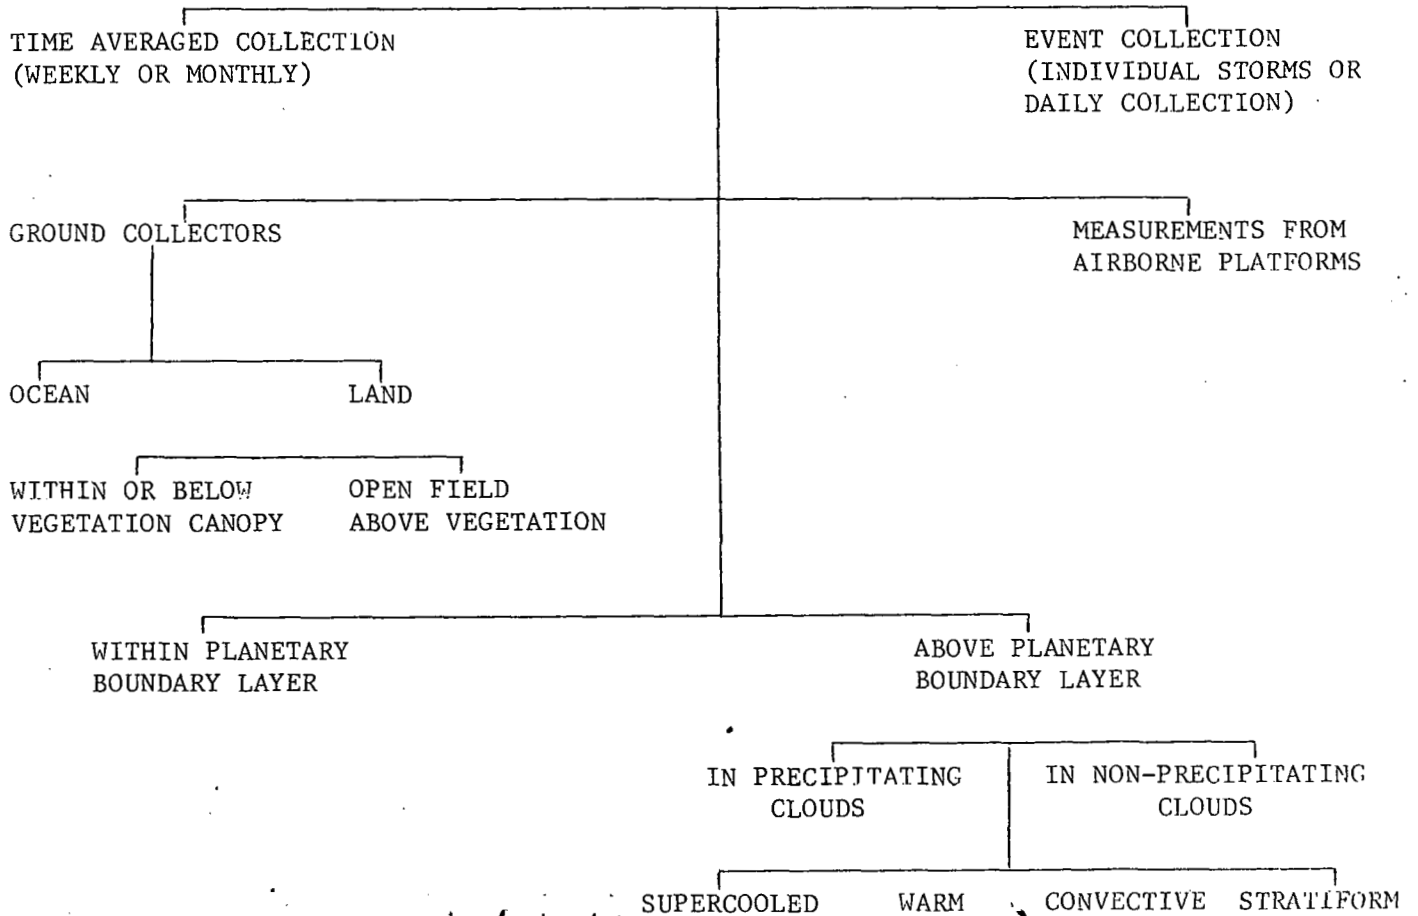 TIME AVERAGED COLLECTION
(WEEKLY OR MONTHLY)
EVENT COLLECTION
(INDIVIDUAL STORMS OR
DAILY COLLECTION)
GROUND COLLECTORS
MEASUREMENTS FROM
AIRBORNE PLATFORMS
OCEAN
LAND
WITHIN OR BELOW
VEGETATION CANOPY
OPEN FIELD
ABOVE VEGETATION
WITHIN PLANETARY
BOUNDARY LAYER
ABOVE PLANETARY
BOUNDARY LAYER
IN PRECIPITATING
CLOUDS
IN NON-PRECIPITATING
CLOUDS
SUPERCOOLED
WARM
CONVECTIVE
STRATIFORM